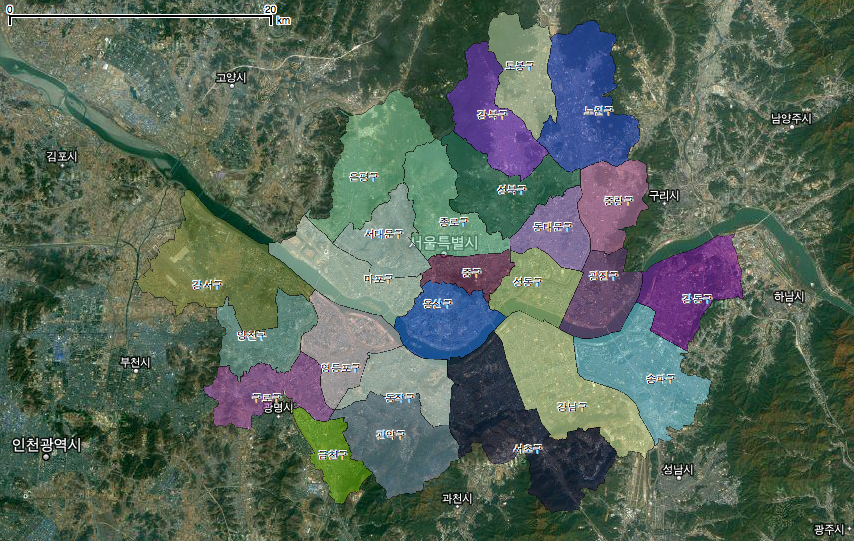 0 20
km
도봉구
고양시
강북구
노원구
남양주시
김포시
은평구
성북구
중랑구
구리시
종로구
동대문구
서대문구
서울특별시
중구
광진구
마포구
성동구
강서구
용산구
강동구
하남시
양천구
부천시
영등포구
송파구
구로구
동작구
광명시
강남구
관악구
인천광역시
서초구
금천구
성남시
과천시
광주시